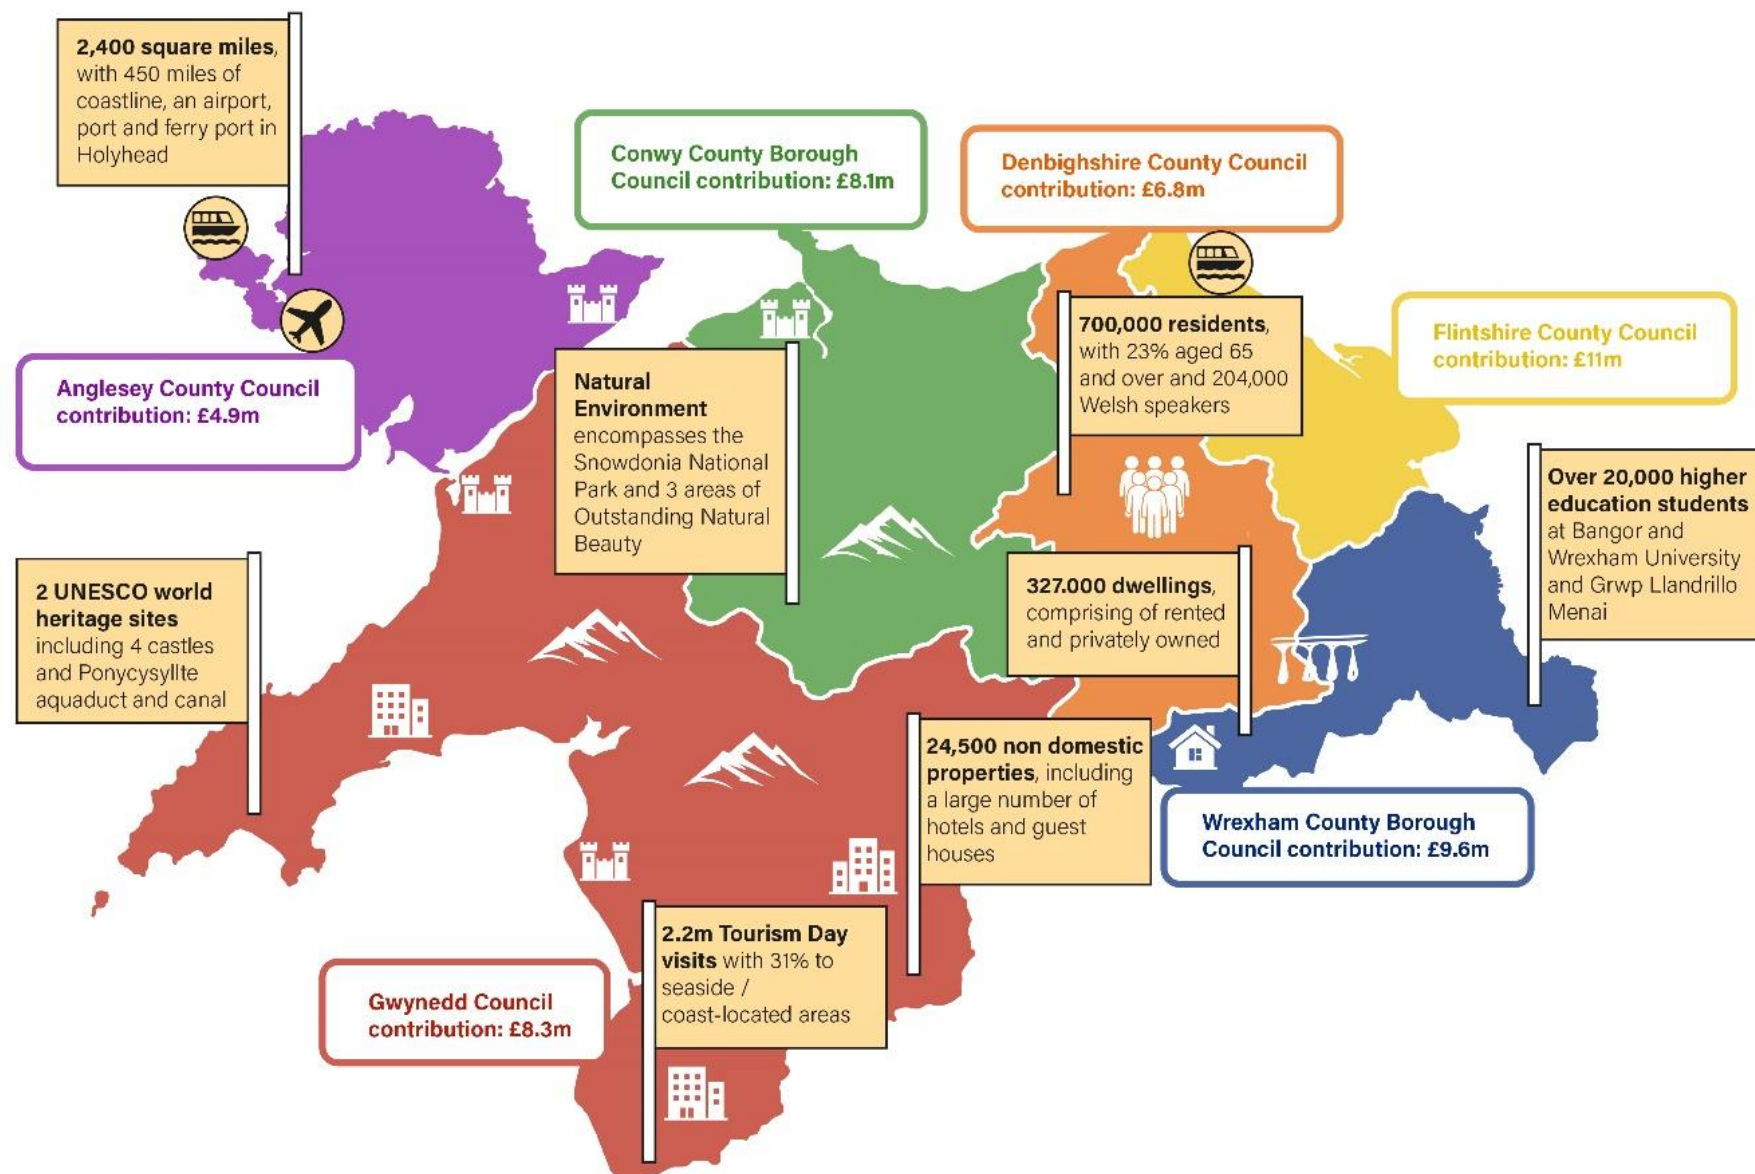 2,400 square miles,
with 450 miles of
coastline, an airport,
port and ferry port in
Holyhead
Conwy County Borough
Council contribution: £8.1m
Denbighshire County Council
contribution: £6.8m
Anglesey County Council
contribution: £4.9m
Natural
Environment
encompasses the
Snowdonia National
Park and 3 areas of
Outstanding Natural
Beauty
700,000 residents,
with 23% aged 65
and over and 204,000
Welsh speakers
Flintshire County Council
contribution: £11m
Over 20,000 higher
education students
at Bangor and
Wrexham University
and Grwp Llandrillo
Menai
2 UNESCO world
heritage sites
including 4 castles
and Ponycysyllte
aquaduct and canal
327.000 dwellings,
comprising of rented
and privately owned
24,500 non domestic
properties, including
a large number of
hotels and guest
houses
Wrexham County Borough
Council contribution: £9.6m
2.2m Tourism Day
visits with 31% to
seaside /
coast-located areas
Gwynedd Council
contribution: £8.3m